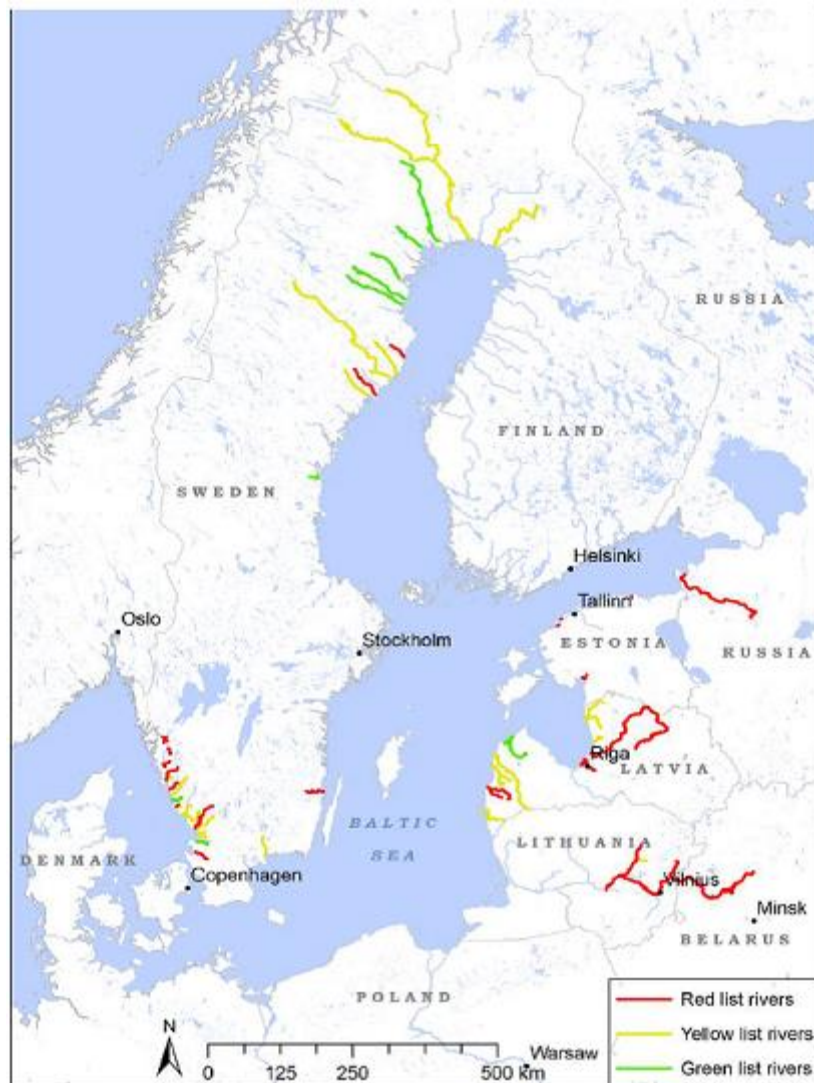 RUSSIA
FINLAND
SWEDEN
Helsinki
Oslo
Tallinn
Stockholm
ESTONIA
RUSSIA
Riga
LATVIA
BALTIC
SEA
LITHUANIA
DENMARK
Copenhagen
Vilnius
Minsk
BELARUS
POLAND
Red list rivers
Yellow list rivers
Green list rivers
N
Warsaw
0 125 250 500 km